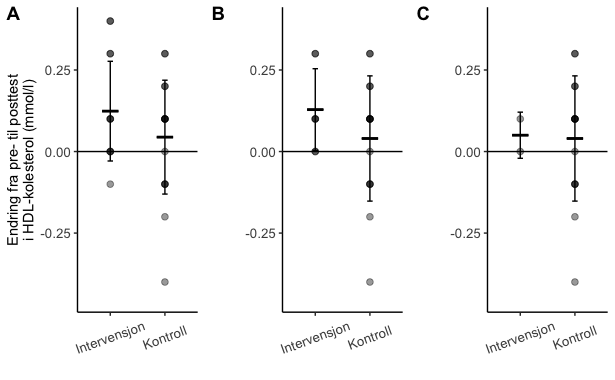 A
B
C
Endring fra pre- til posttest
i HDL-kolesterol (mmol/l)
0.25
0.00
-0.25
Intervensjon
Kontroll
0.25
0.00
-0.25
Intervensjon
Kontroll
0.25
0.00
-0.25
Intervensjon
Kontroll